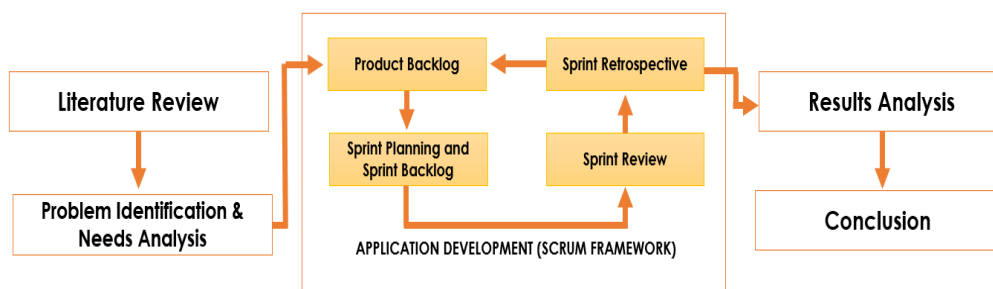 Literature Review
Problem Identification &
Needs Analysis
Product Backlog
Sprint Planning and
Sprint Backlog
Sprint Review
Sprint Retrospective
APPLICATION DEVELOPMENT (SCRUM FRAMEWORK)
Results Analysis
Conclusion